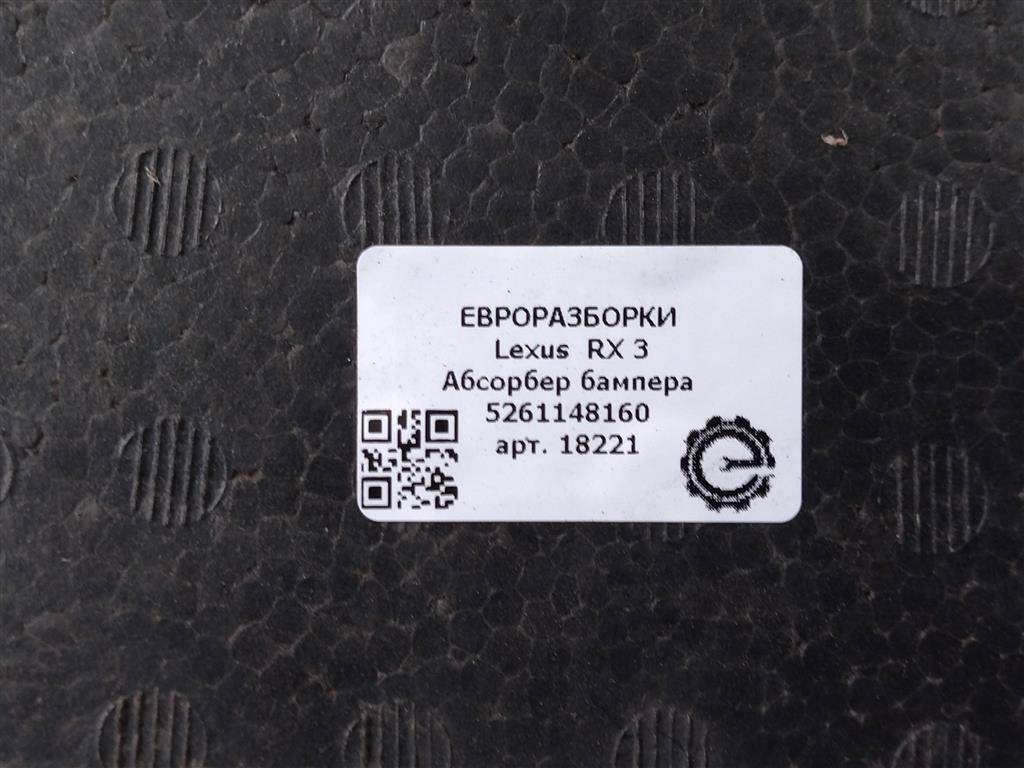 ЕВРОРАЗБОРКИ
Lexus RX 3
Абсорбер бампера
5261148160
арт. 18221